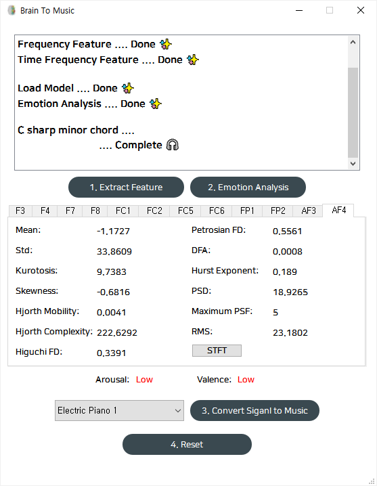 Brain To Music
Frequency Feature .... Done
Time Frequency Feature .... Done
Load Model .... Done
Emotion Analysis .... Done
C sharp minor chord ....
.... Complete
1, Extract Feature 2, Emotion Analysis
F3 F4 F7 F8 FC1 FC2 FC5 FC6 FP1 FP2 AF3 AF4
Mean: -1,1727 Petrosian FD: 0,5561
Std: 33,8609 DFA: 0,0008
Kurotosis: 9,7383 Hurst Exponent: 0,189
Skewness: -0,6816 PSD: 18,9265
Hjorth Mobility: 0,0041 Maximum PSF: 5
Hjorth Complexity: 222,6292 RMS: 23,1802
Higuchi FD: 0,3391 STFT
Arousal: Low Valence: Low
Electric Piano 1 3, Convert Siganl to Music
4, Reset